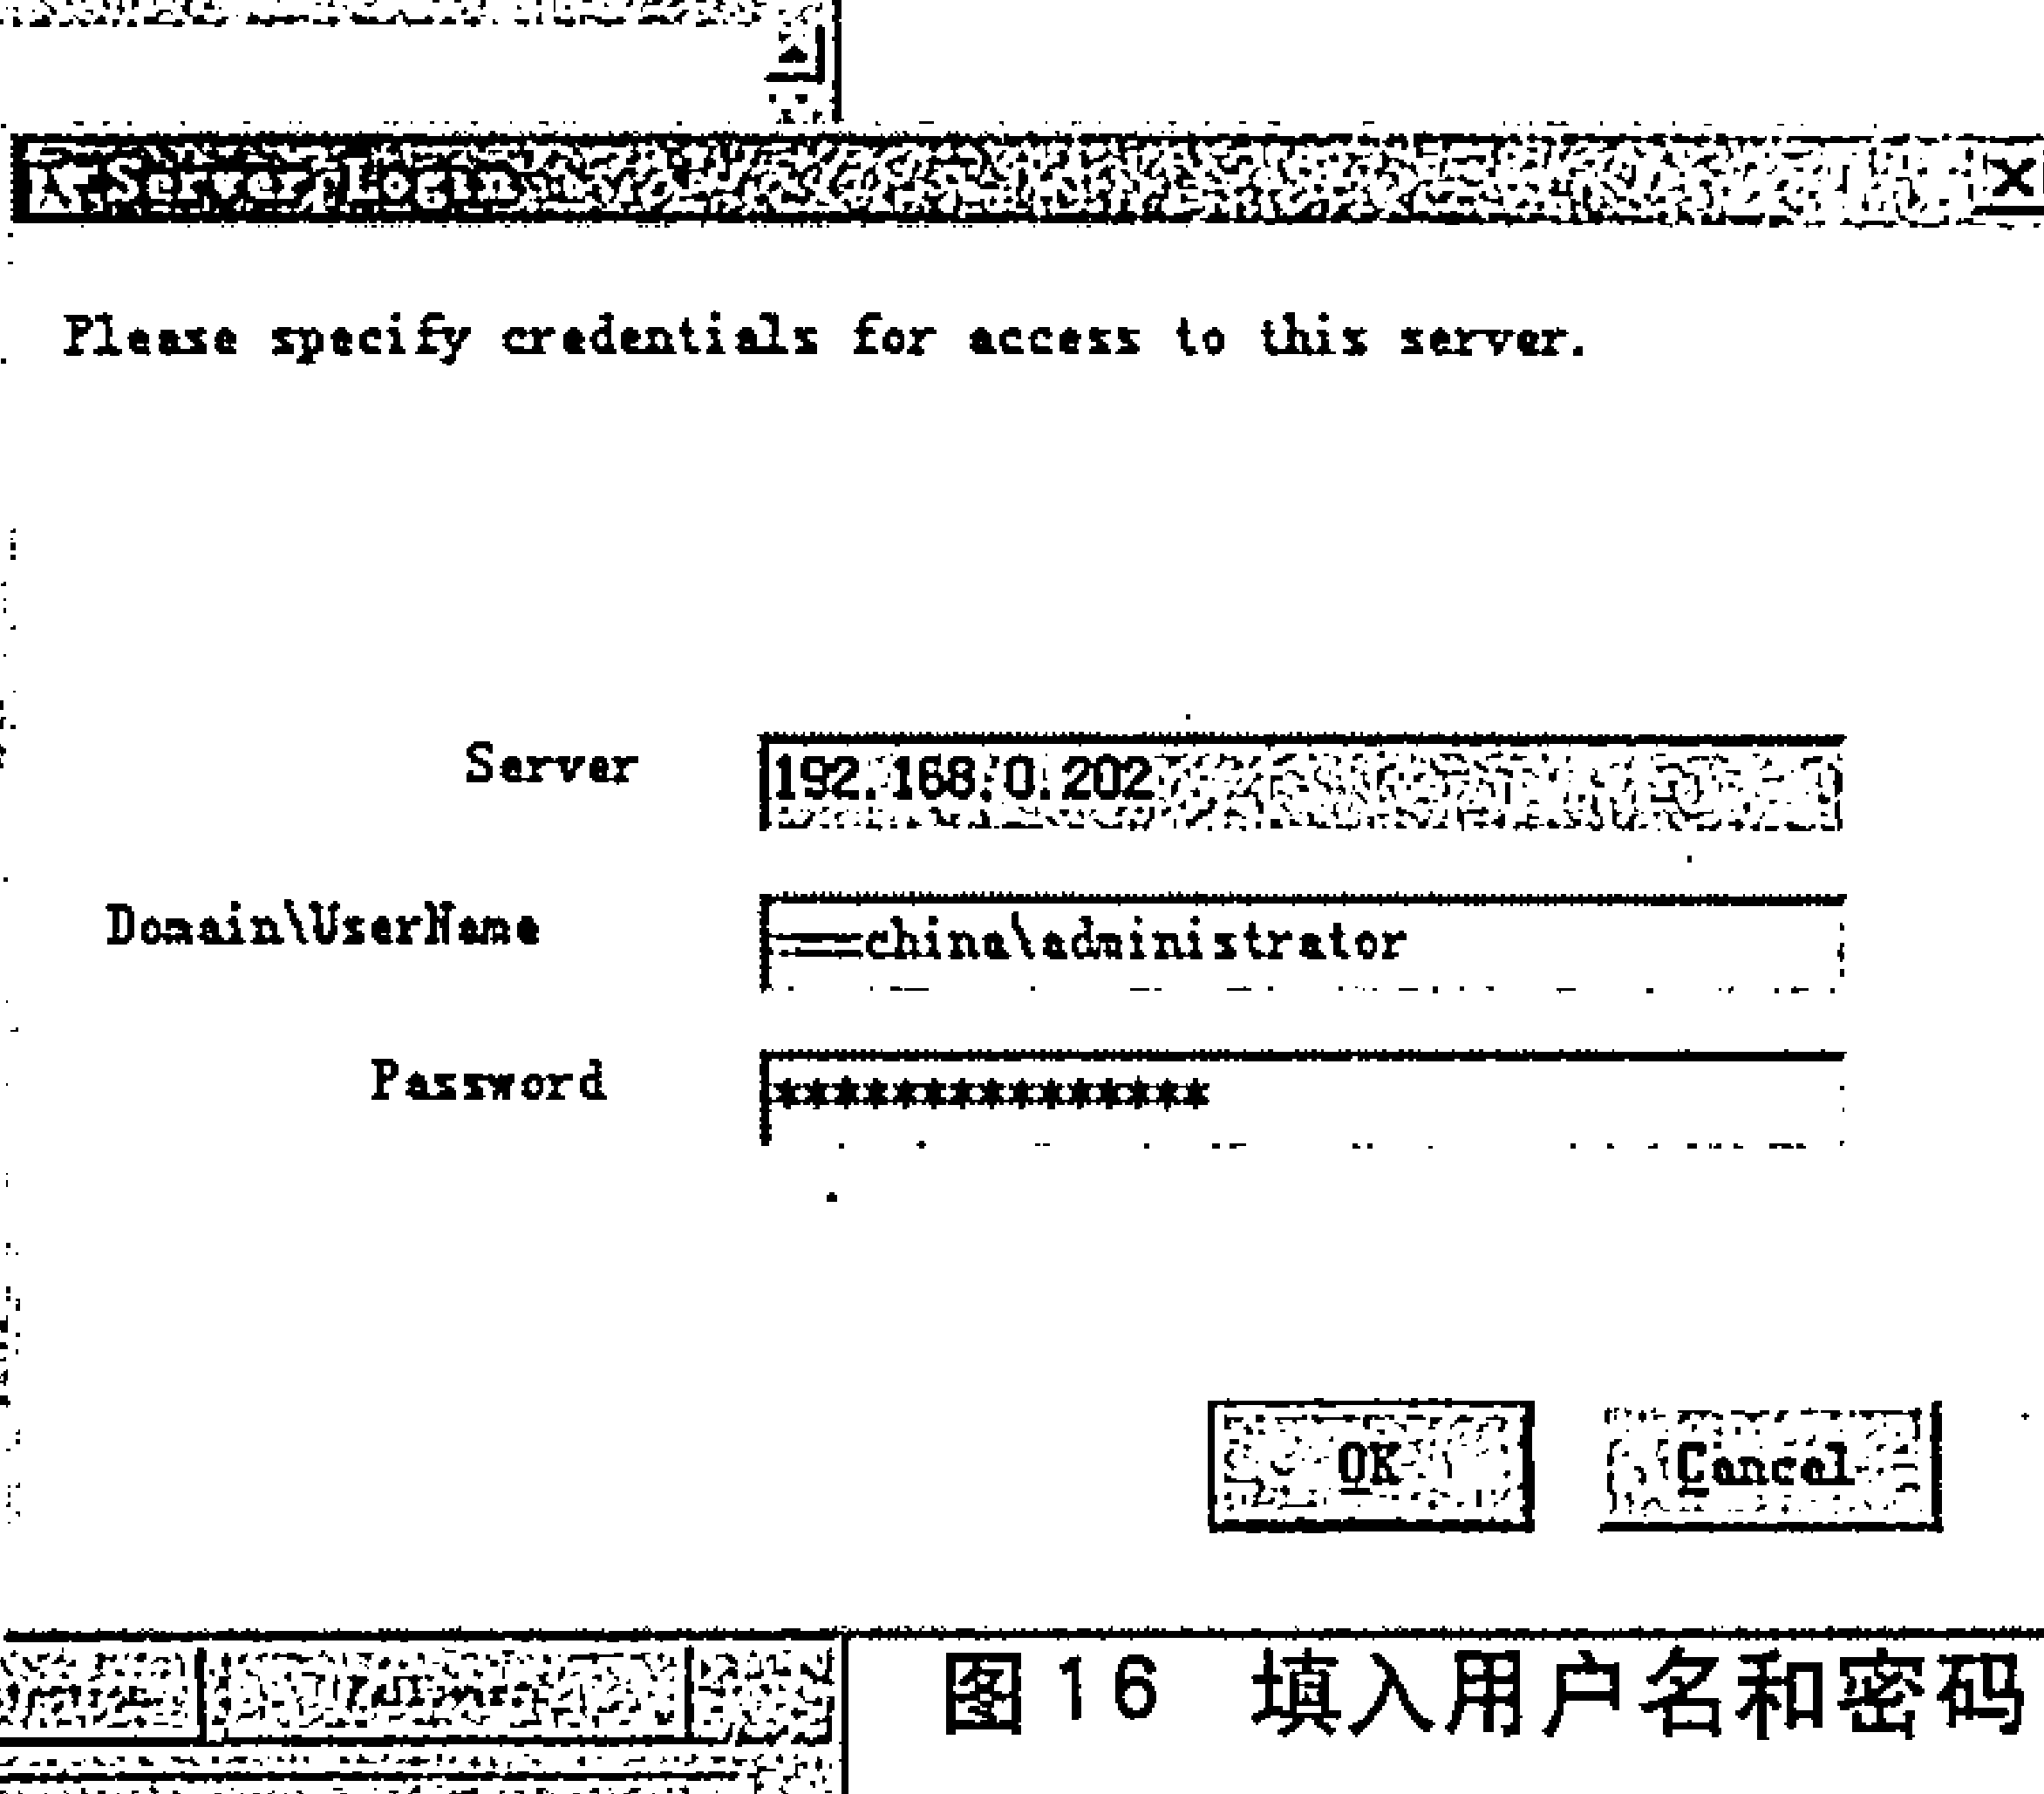 Server Login
Please specify credentials for access to this server.
Server 192.168.0.202
Domain\UserName china\administrator
Password ***************
OK Cancel
图16 填入用户名和密码